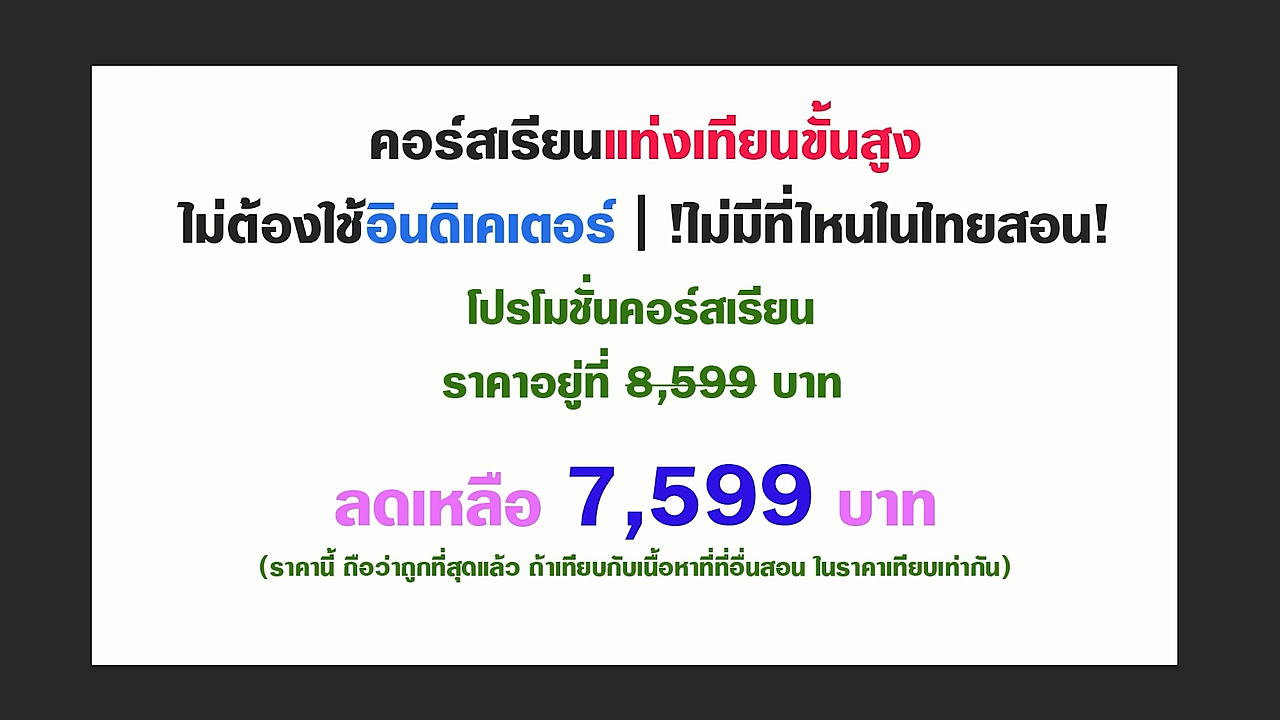 คอร์สเรียนแท่งเทียนขั้นสูง
ไม่ต้องใช้อินดิเคเตอร์ | !ไม่มีที่ไหนในไทยสอน!
โปรโมชั่นคอร์สเรียน
ราคาอยู่ที่ 8,599 บาท
ลดเหลือ 7,599 บาท
(ราคานี้ ถือว่าถูกที่สุดแล้ว ถ้าเทียบกับเนื้อหาที่ที่อื่นสอน ในราคาเทียบเท่ากัน)